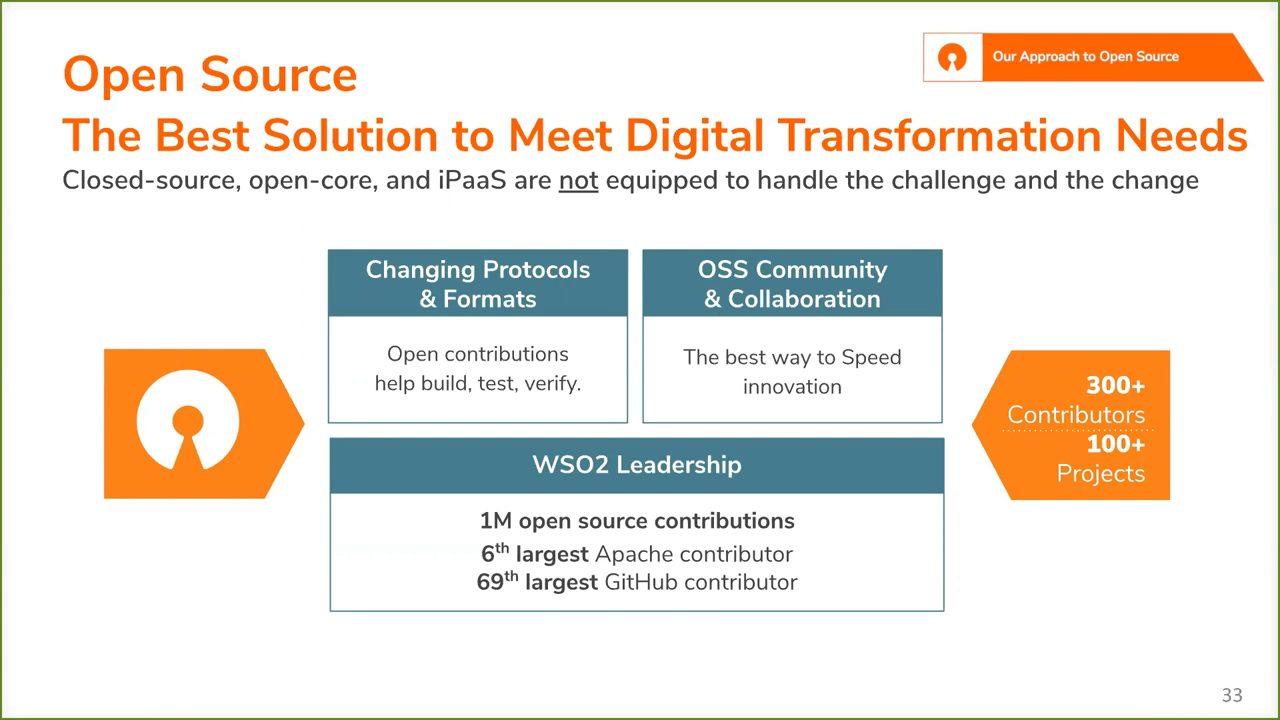 Our Approach to Open Source
Open Source
The Best Solution to Meet Digital Transformation Needs
Closed-source, open-core, and iPaaS are not equipped to handle the challenge and the change
Changing Protocols
& Formats
Open contributions
help build, test, verify.
OSS Community
& Collaboration
The best way to Speed
innovation
WSO2 Leadership
1M open source contributions
6th largest Apache contributor
69th largest GitHub contributor
300+
Contributors
100+
Projects
33